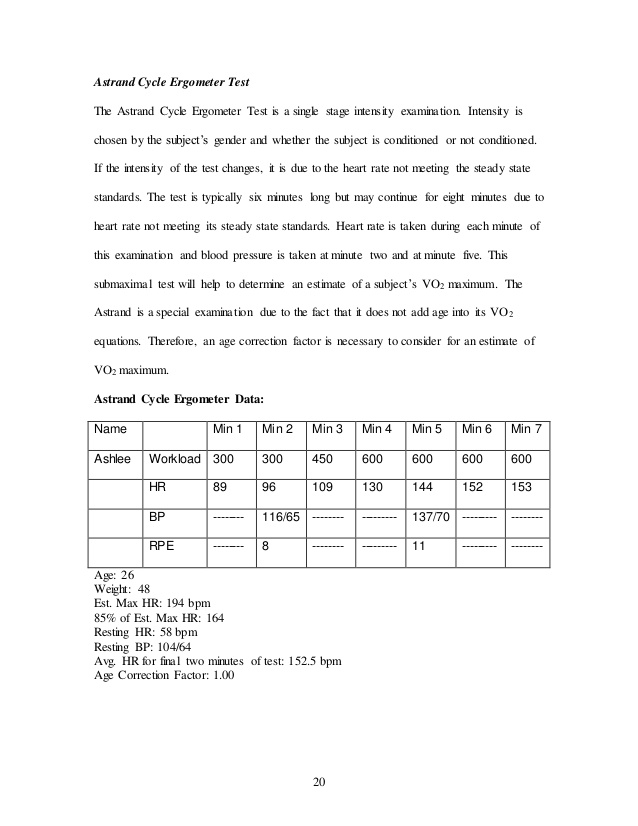 Astrand Cycle Ergometer Test
The Astrand Cycle Ergometer Test is a single stage intensity examination. Intensity is
chosen by the subject’s gender and whether the subject is conditioned or not conditioned.
If the intensity of the test changes, it is due to the heart rate not meeting the steady state
standards. The test is typically six minutes long but may continue for eight minutes due to
heart rate not meeting its steady state standards. Heart rate is taken during each minute of
this examination and blood pressure is taken at minute two and at minute five. This
submaximal test will help to determine an estimate of a subject’s VO2 maximum. The
Astrand is a special examination due to the fact that it does not add age into its VO2
equations. Therefore, an age correction factor is necessary to consider for an estimate of
VO2 maximum.
Astrand Cycle Ergometer Data:
Name Min 1 Min 2 Min 3 Min 4 Min 5 Min 6 Min 7
Ashlee Workload 300 300 450 600 600 600 600
HR 89 96 109 130 144 152 153
BP -------- 116/65 -------- --------- 137/70 --------- --------
RPE -------- 8 -------- --------- 11 --------- --------
Age: 26
Weight: 48
Est. Max HR: 194 bpm
85% of Est. Max HR: 164
Resting HR: 58 bpm
Resting BP: 104/64
Avg. HR for final two minutes of test: 152.5 bpm
Age Correction Factor: 1.00
20